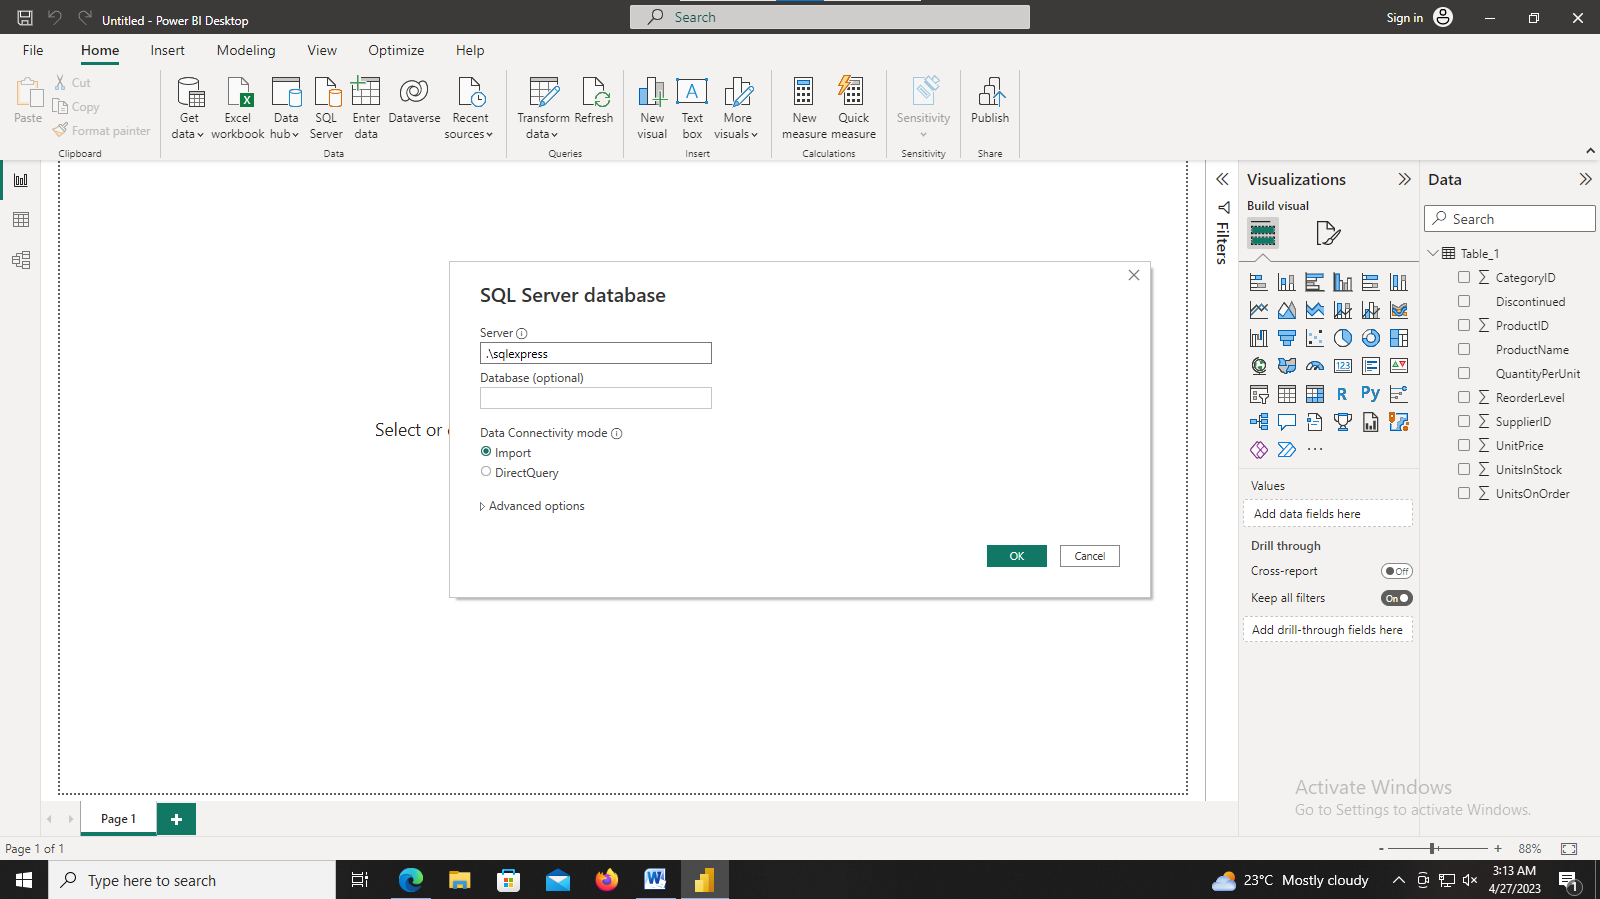 Untitled - Power BI Desktop
Search
Sign in
File
Home
Insert
Modeling
View
Optimize
Help
Paste
Cut
Copy
Format painter
Clipboard
Get data
Excel workbook
Data hub
SQL Server
Enter data
Dataverse
Recent sources
Data
Transform data
Refresh
Queries
New visual
Text box
More visuals
Insert
New measure
Quick measure
Calculations
Sensitivity
Sensitivity
Publish
Share
Select or
SQL Server database
Server
.\sqlexpress
Database (optional)
Data Connectivity mode
Import
DirectQuery
Advanced options
OK
Cancel
Filters
Visualizations
Build visual
123
R
Py
Values
Add data fields here
Drill through
Cross-report
Off
Keep all filters
On
Add drill-through fields here
Data
Search
Table_1
CategoryID
Discontinued
ProductID
ProductName
QuantityPerUnit
ReorderLevel
SupplierID
UnitPrice
UnitsInStock
UnitsOnOrder
Activate Windows
Go to Settings to activate Windows.
Page 1
Page 1 of 1
- + 88%
Type here to search
23°C Mostly cloudy
3:13 AM
4/27/2023
1